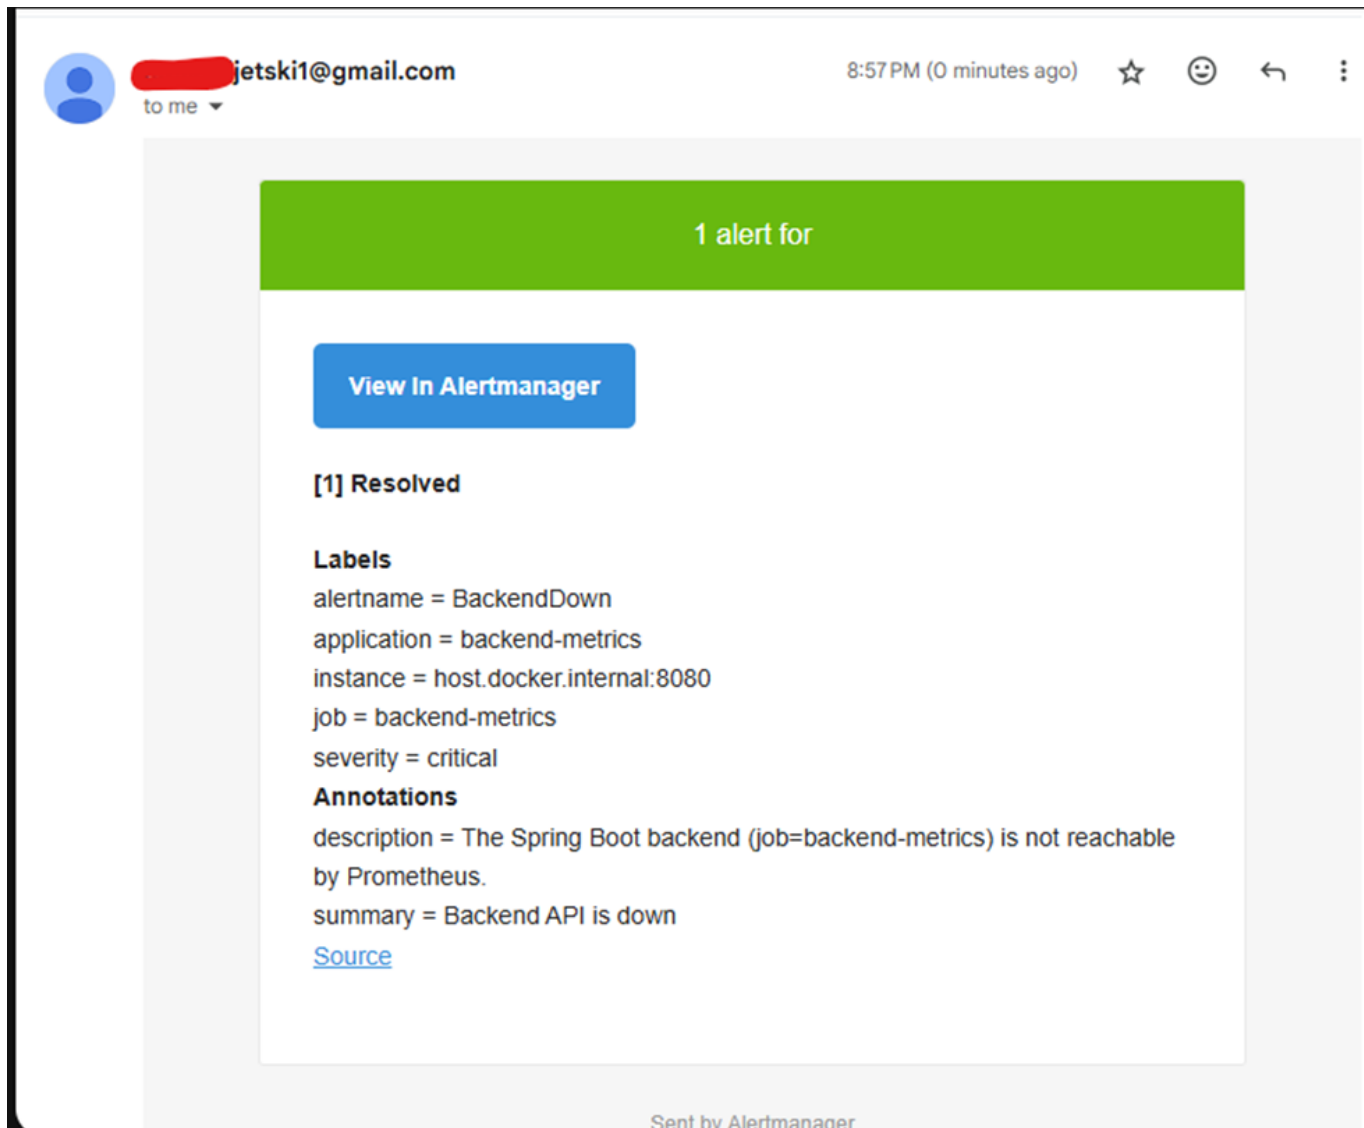 jetski1@gmail.com
8:57 PM (0 minutes ago)
to me
1 alert for
View In Alertmanager
[1] Resolved
Labels
alertname = BackendDown
application = backend-metrics
instance = host.docker.internal:8080
job = backend-metrics
severity = critical
Annotations
description = The Spring Boot backend (job=backend-metrics) is not reachable
by Prometheus.
summary = Backend API is down
Source
Sent by Alertmanager